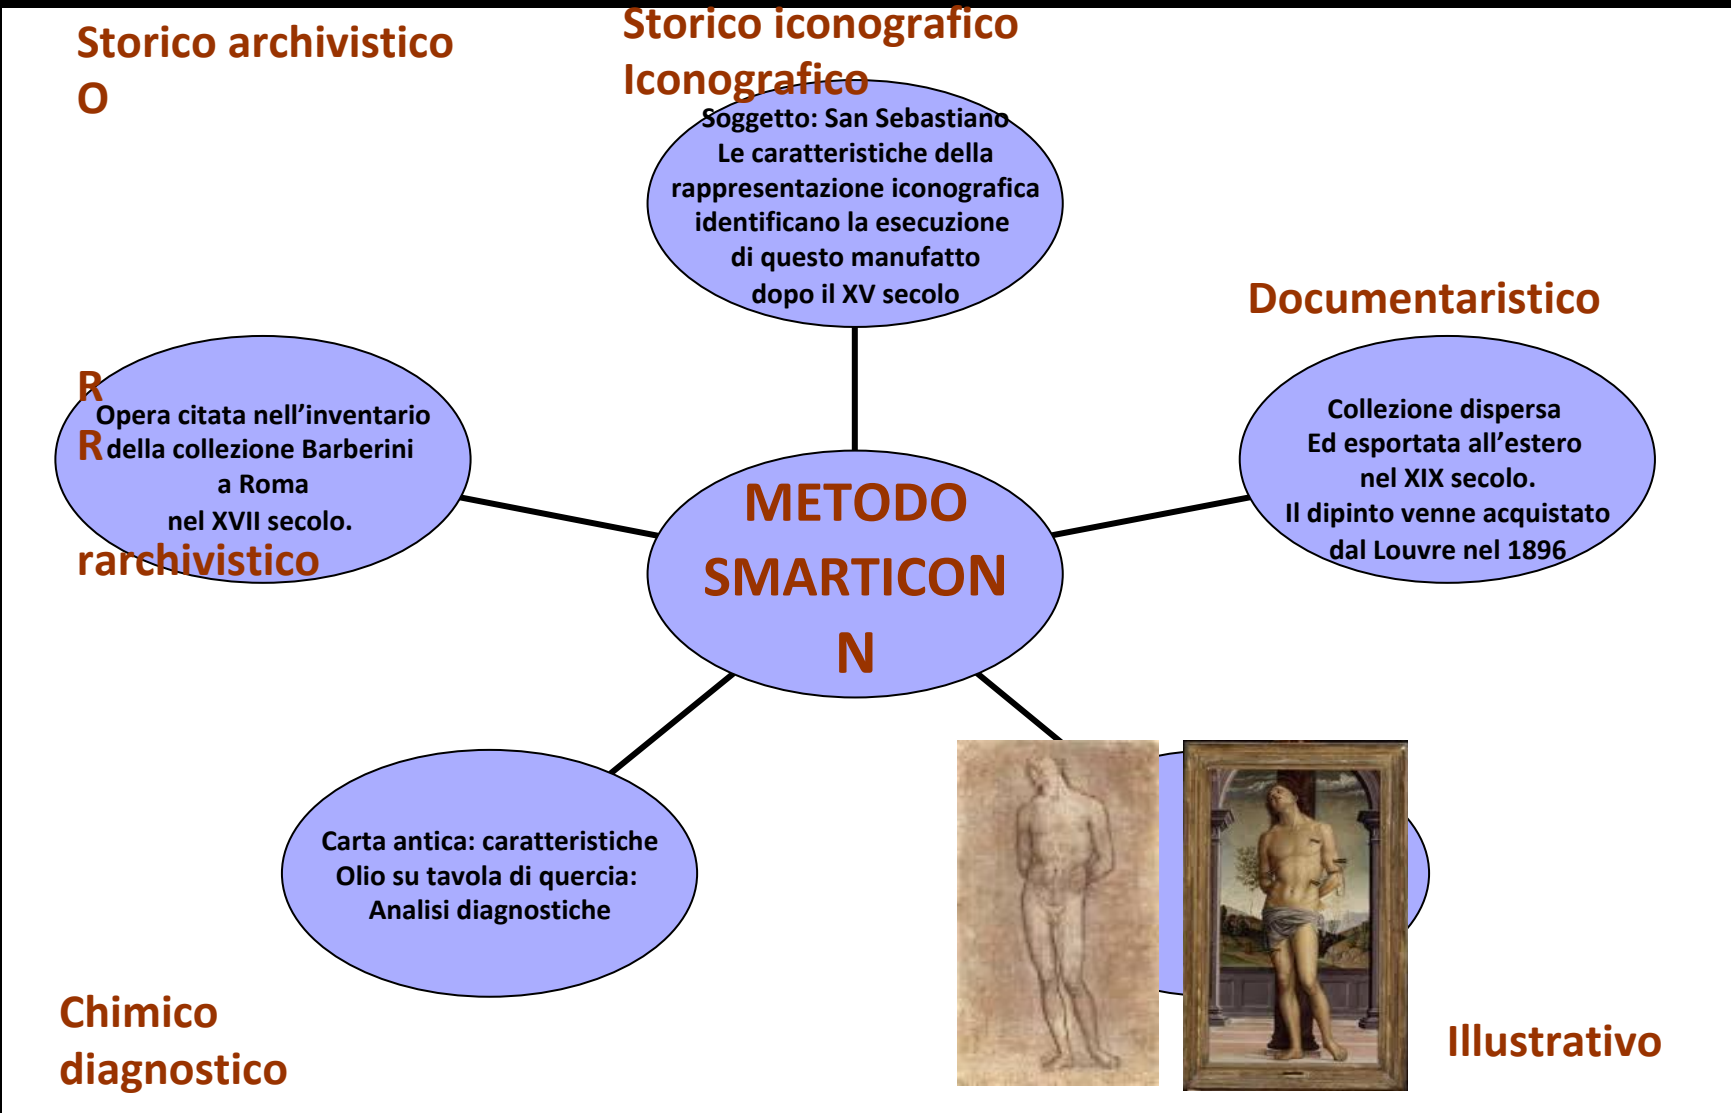 Storico archivistico
O
Storico iconografico
Iconografico
Soggetto: San Sebastiano
Le caratteristiche della
rappresentazione iconografica
identificano la esecuzione
di questo manufatto
dopo il XV secolo
Documentaristico
Collezione dispersa
Ed esportata all’estero
nel XIX secolo.
Il dipinto venne acquistato
dal Louvre nel 1896
R
R
Opera citata nell’inventario
della collezione Barberini
a Roma
nel XVII secolo.
rarchivistico
METODO
SMARTICON
N
Carta antica: caratteristiche
Olio su tavola di quercia:
Analisi diagnostiche
Chimico
diagnostico
Illustrativo